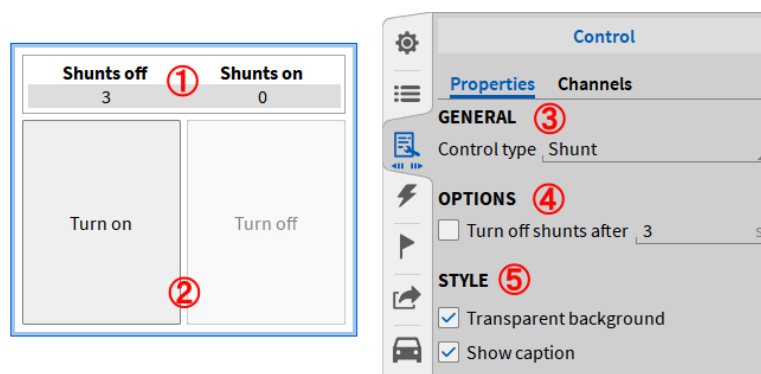 Shunts off ① Shunts on
3 0
Turn on Turn off
②
Control
Properties Channels
GENERAL ③
Control type Shunt
OPTIONS ④
Turn off shunts after 3 s
STYLE ⑤
Transparent background
Show caption